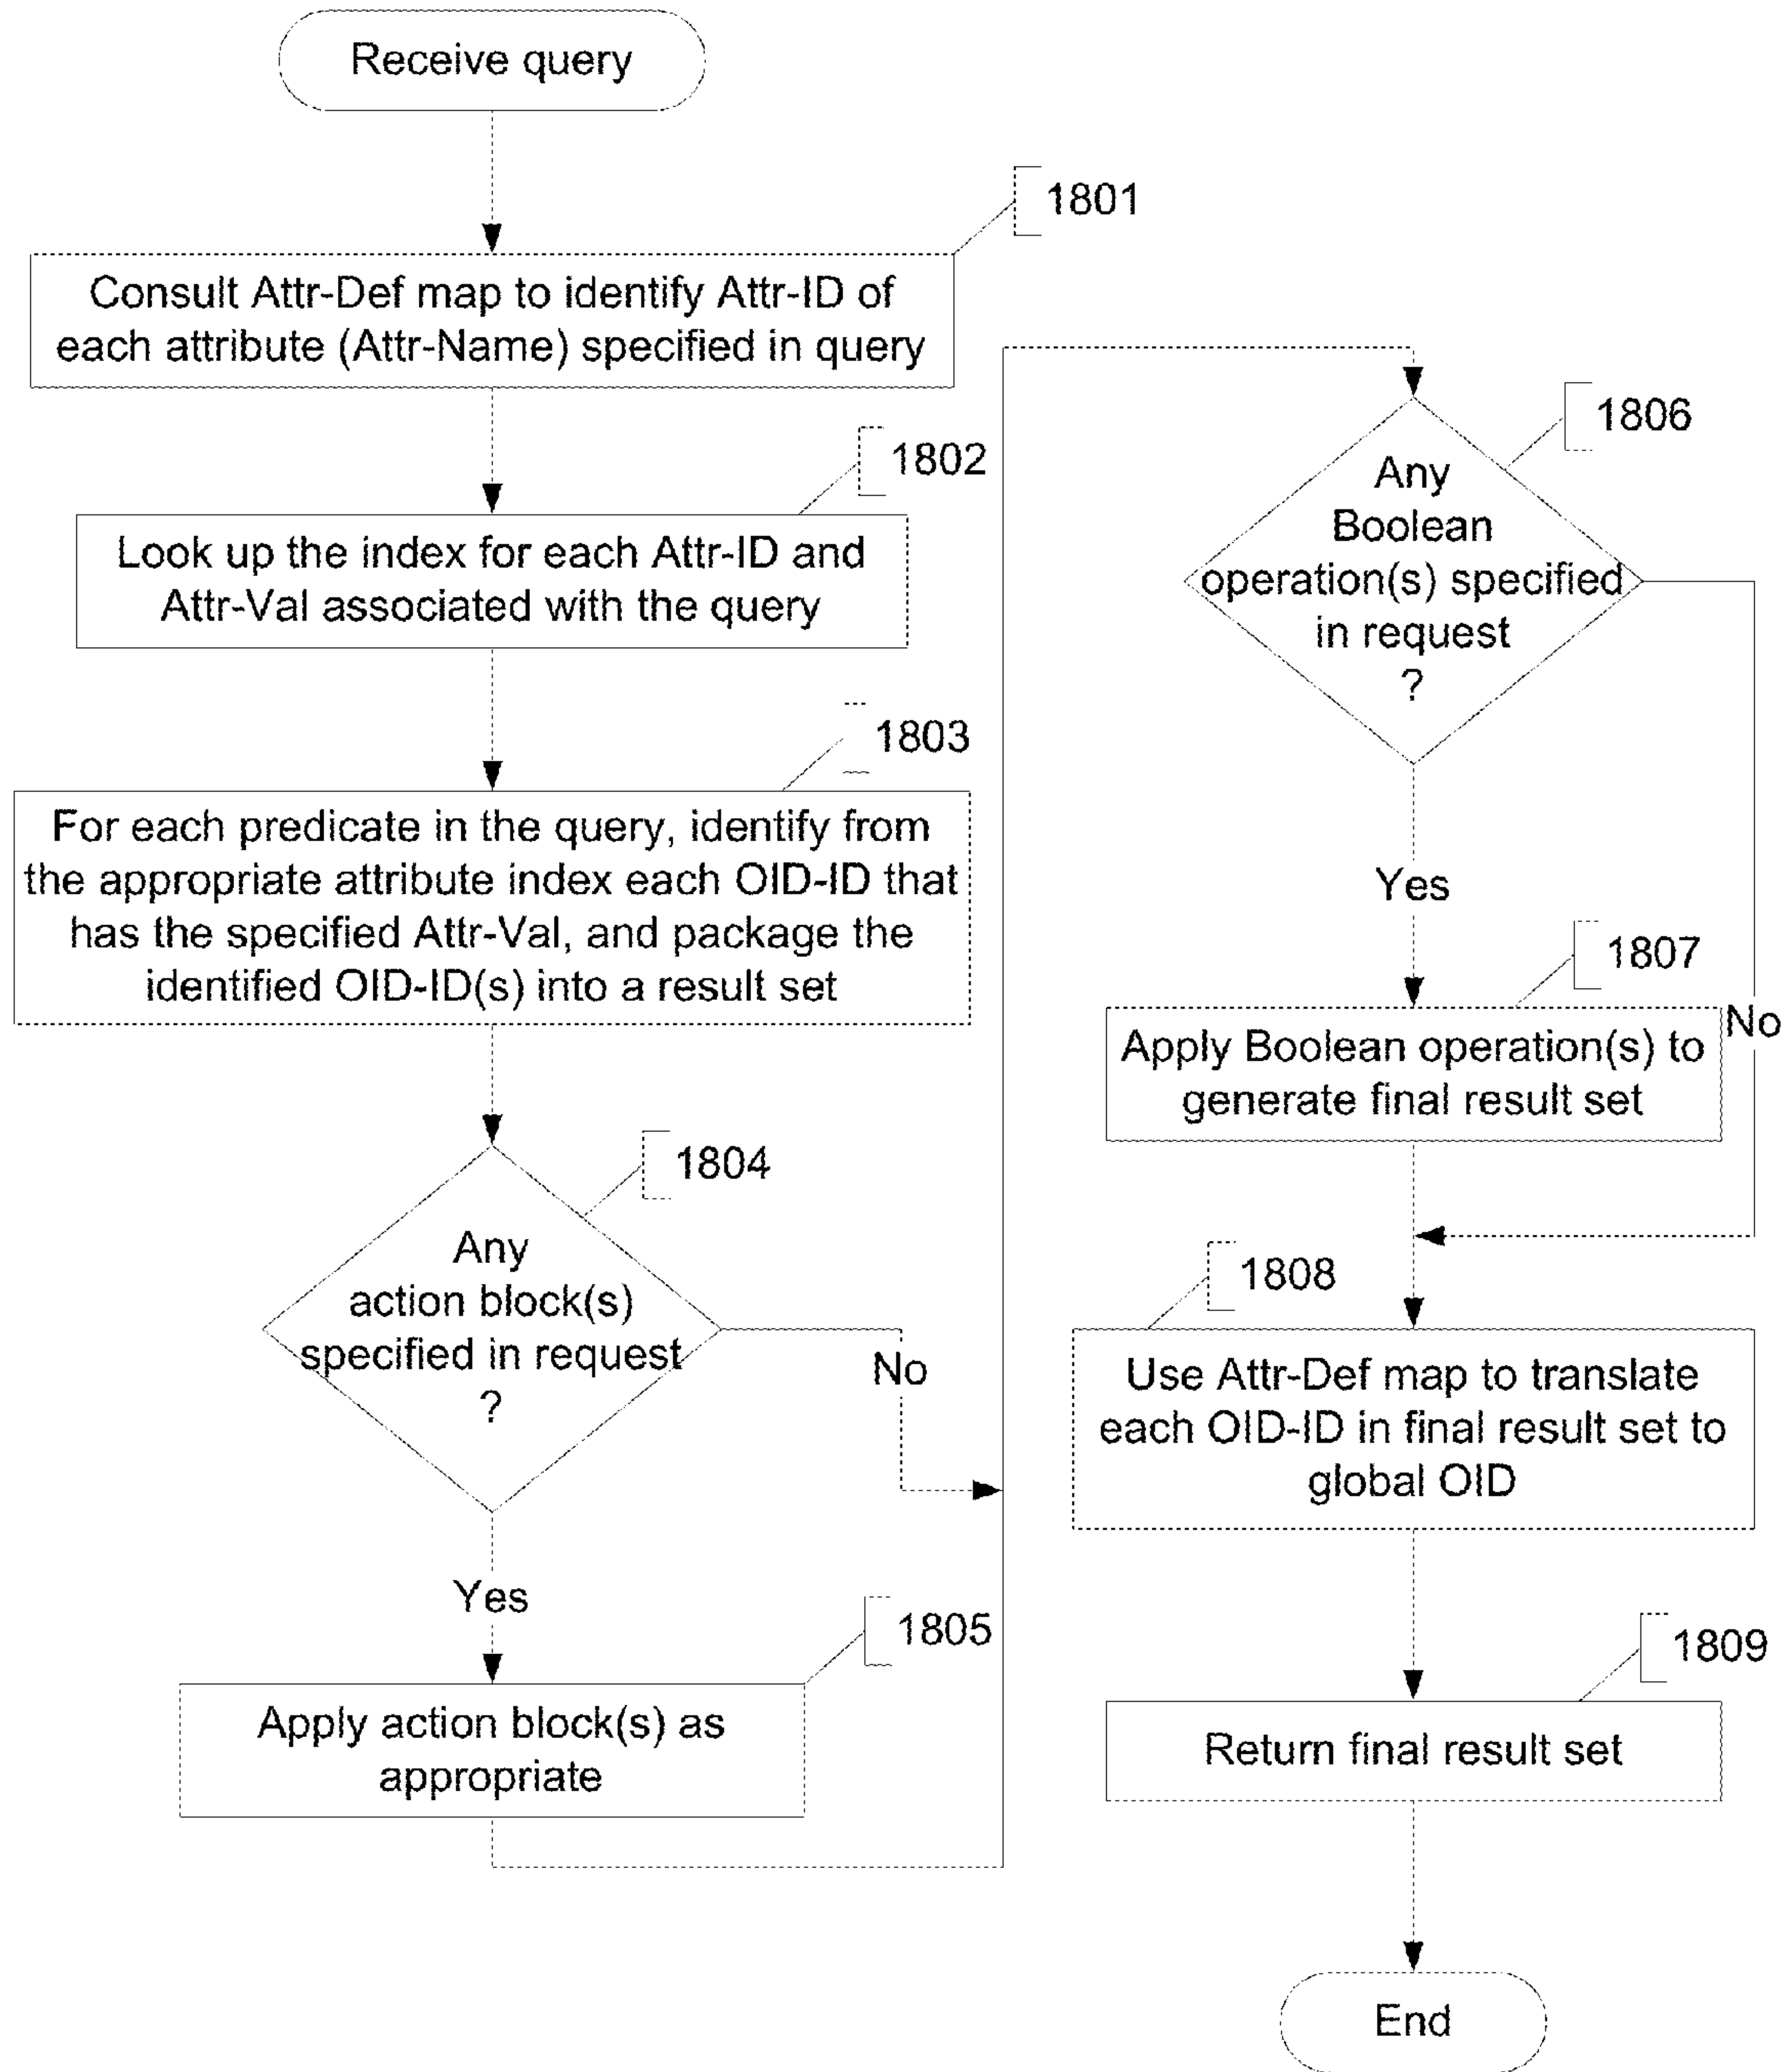 Receive query
1801
Consult Attr-Def map to identify Attr-ID of
each attribute (Attr-Name) specified in query
1802
Look up the index for each Attr-ID and
Attr-Val associated with the query
1803
For each predicate in the query, identify from
the appropriate attribute index each OID-ID that
has the specified Attr-Val, and package the
identified OID-ID(s) into a result set
1804
Any
action block(s)
specified in request
?
No
Yes
1805
Apply action block(s) as
appropriate
1806
Any
Boolean
operation(s) specified
in request
?
Yes
No
1807
Apply Boolean operation(s) to
generate final result set
1808
Use Attr-Def map to translate
each OID-ID in final result set to
global OID
1809
Return final result set
End